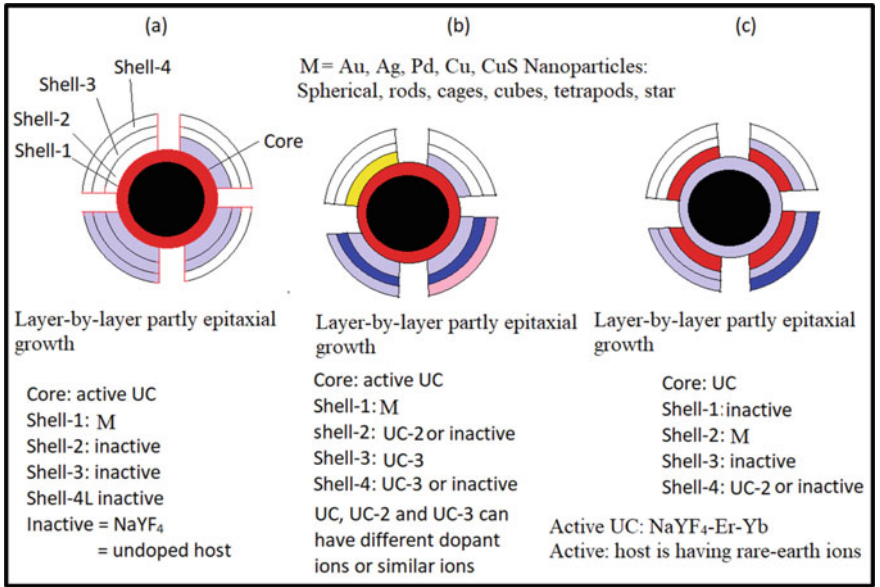 (a)
(b)
(c)
Shell-4
Shell-3
Shell-2
Shell-1
Core
M = Au, Ag, Pd, Cu, CuS Nanoparticles:
Spherical, rods, cages, cubes, tetrapods, star
Layer-by-layer partly epitaxial
growth
Core: active UC
Shell-1: M
Shell-2: inactive
Shell-3: inactive
Shell-4L inactive
Inactive = NaYF₄
= undoped host
Layer-by-layer partly epitaxial
growth
Core: active UC
Shell-1: M
shell-2: UC-2 or inactive
Shell-3: UC-3
Shell-4: UC-3 or inactive
UC, UC-2 and UC-3 can
have different dopant
ions or similar ions
Layer-by-layer partly epitaxial
growth
Core: UC
Shell-1: inactive
Shell-2: M
Shell-3: inactive
Shell-4: UC-2 or inactive
Active UC: NaYF₄-Er-Yb
Active: host is having rare-earth ions